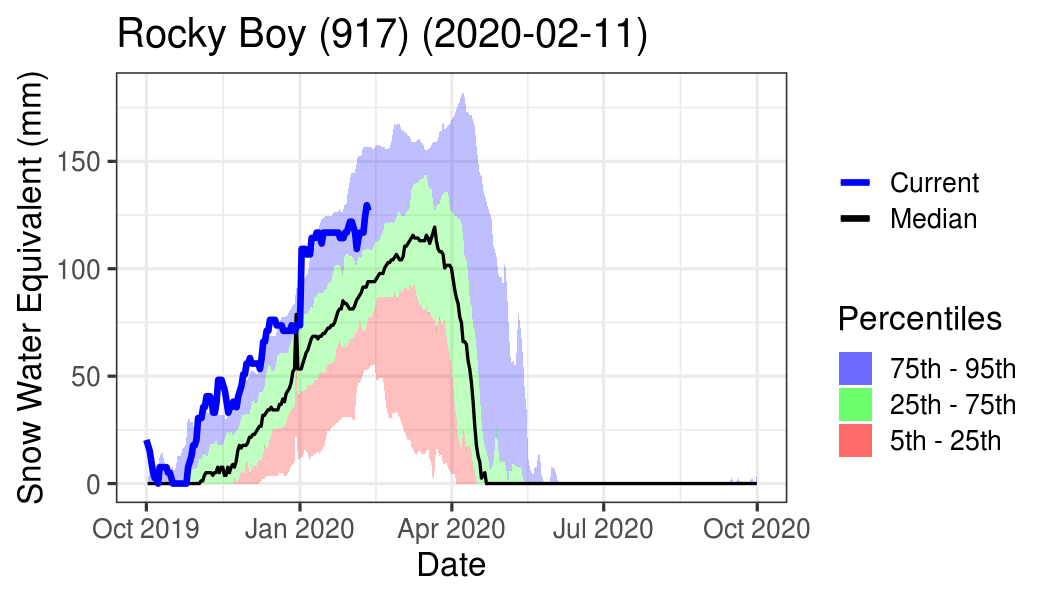 Rocky Boy (917) (2020-02-11)
Snow Water Equivalent (mm)
150
100
50
0
Oct 2019
Jan 2020
Apr 2020
Jul 2020
Oct 2020
Date
Current
Median
Percentiles
75th - 95th
25th - 75th
5th - 25th